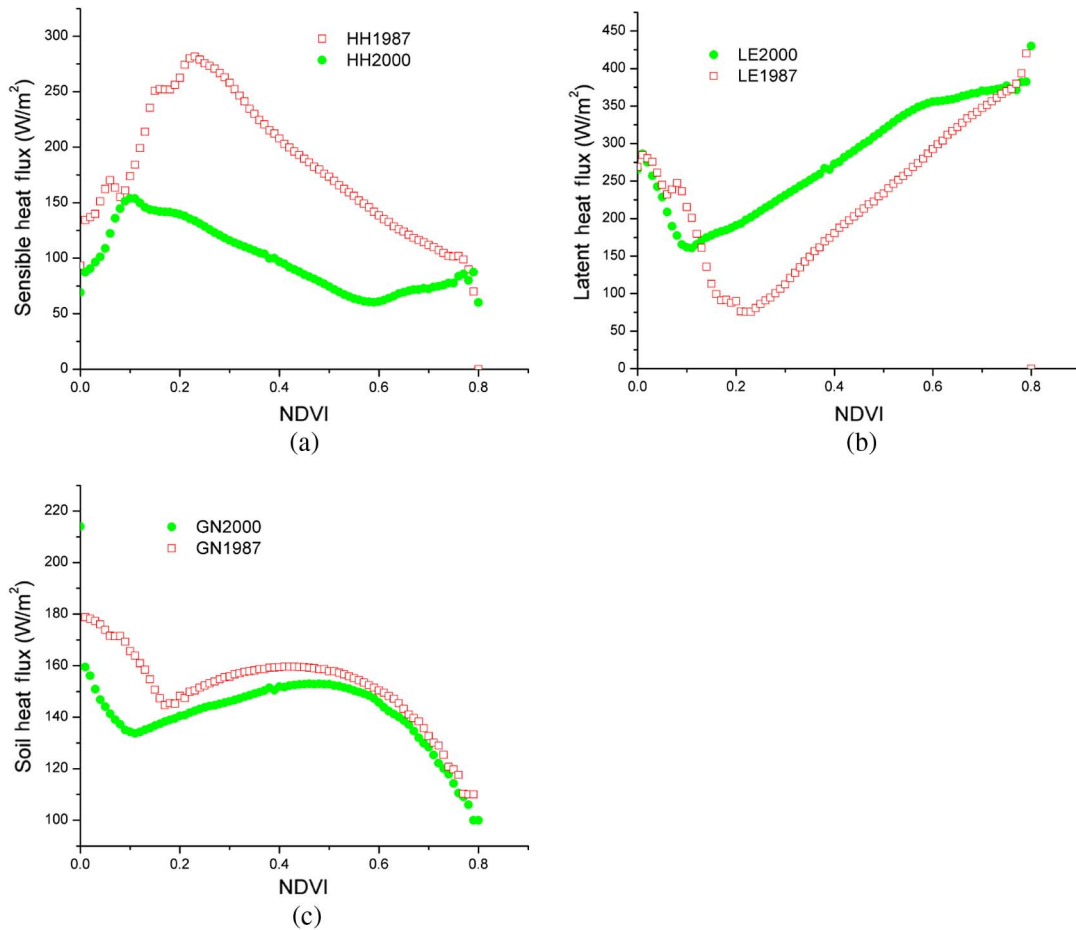 Sensible heat flux (W/m²)
300
250
200
150
100
50
0
HH1987
HH2000
0.0 0.2 0.4 0.6 0.8
NDVI
(a)
Latent heat flux (W/m²)
450
400
350
300
250
200
150
100
50
0
LE2000
LE1987
0.0 0.2 0.4 0.6 0.8
NDVI
(b)
Soil heat flux (W/m²)
220
200
180
160
140
120
100
GN2000
GN1987
0.0 0.2 0.4 0.6 0.8
NDVI
(c)